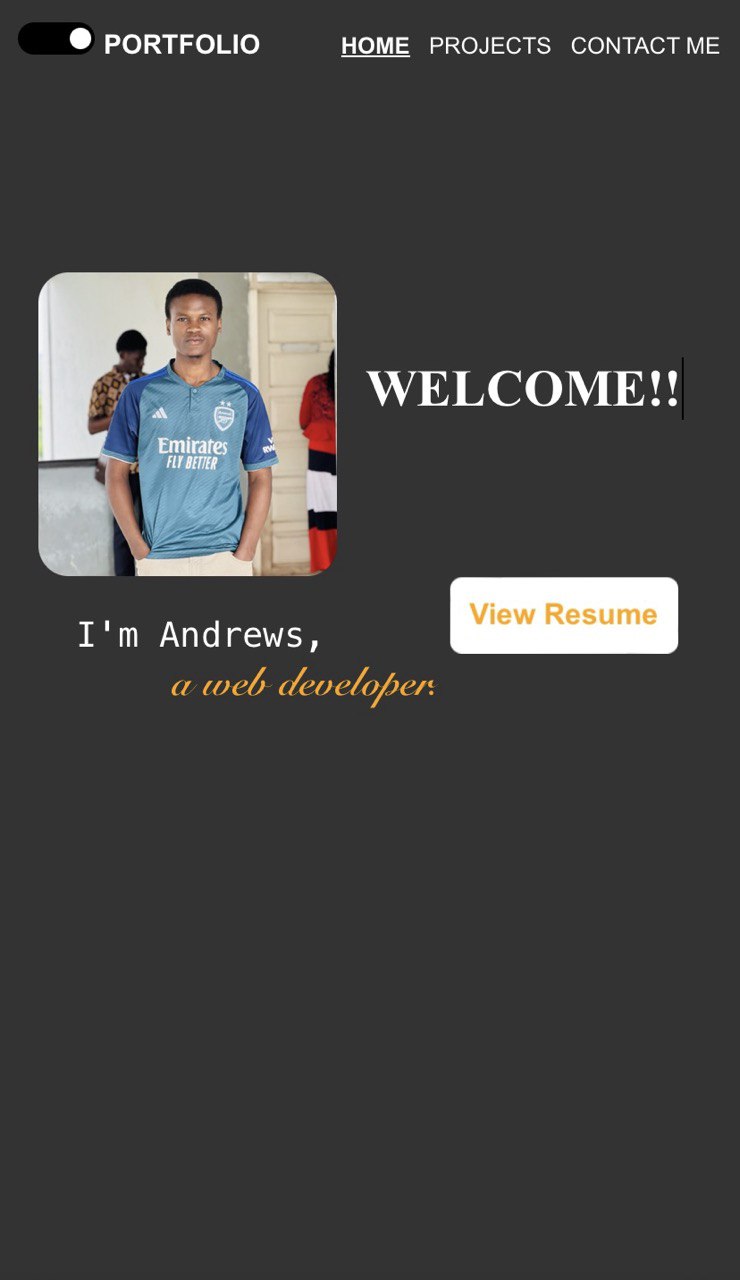 PORTFOLIO HOME PROJECTS CONTACT ME
WELCOME!!
Emirates
FLY BETTER
View Resume
I'm Andrews,
a web developer.